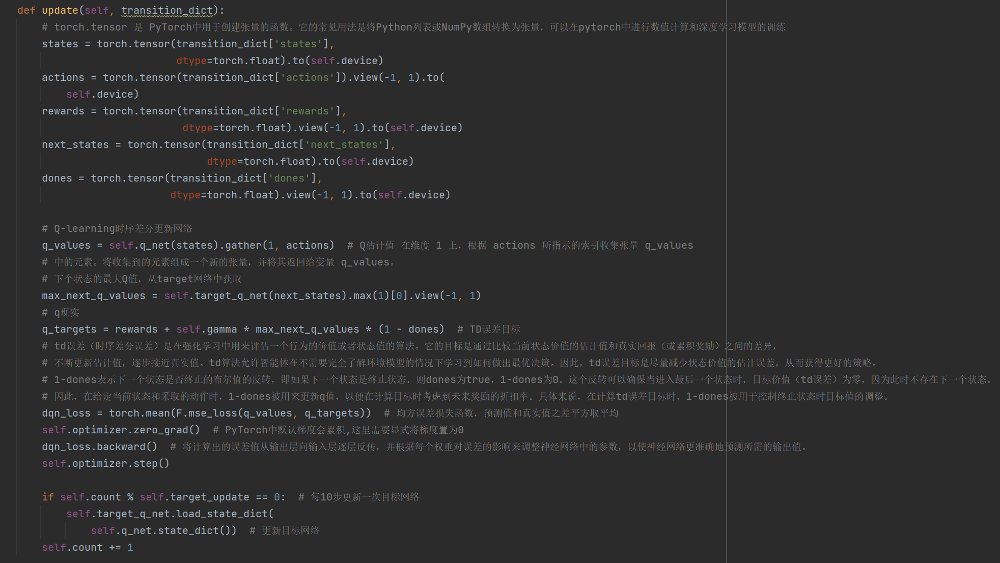 def update(self, transition_dict):
    # torch.tensor 是 PyTorch中用于创建张量的函数。它的常见用法是将Python列表或NumPy数组转换为张量，可以在pytorch中进行数值计算和深度学习模型的训练
    states = torch.tensor(transition_dict['states'],
                          dtype=torch.float).to(self.device)
    actions = torch.tensor(transition_dict['actions']).view(-1, 1).to(
        self.device)
    rewards = torch.tensor(transition_dict['rewards'],
                           dtype=torch.float).view(-1, 1).to(self.device)
    next_states = torch.tensor(transition_dict['next_states'],
                               dtype=torch.float).to(self.device)
    dones = torch.tensor(transition_dict['dones'],
                         dtype=torch.float).view(-1, 1).to(self.device)
    # Q-learning时序差分更新网络
    q_values = self.q_net(states).gather(1, actions)  # Q估计值 在维度 1 上，根据 actions 所指示的索引收集张量 q_values
    # 中的元素。将收集到的元素组成一个新的张量，并将其返回给变量 q_values。
    # 下个状态的最大Q值，从target网络中获取
    max_next_q_values = self.target_q_net(next_states).max(1)[0].view(-1, 1)
    # q现实
    q_targets = rewards + self.gamma * max_next_q_values * (1 - dones)  # TD误差目标
    # td误差（时序差分误差）是在强化学习中用来评估一个行为的价值或者状态值的算法。它的目标是通过比较当前状态价值的估计值和真实回报（或累积奖励）之间的差异，
    # 不断更新估计值，逐步接近真实值。td算法允许智能体在不需要完全了解环境模型的情况下学习到如何做出最优决策。因此，td误差目标是尽量减少状态价值的估计误差，从而获得更好的策略。
    # 1-dones表示下一个状态是否终止的布尔值的反转，即如果下一个状态是终止状态，则dones为true，1-dones为0。这个反转可以确保当进入最后一个状态时，目标价值（td误差）为零，因为此时不存在下一个状态。
    # 因此，在给定当前状态和采取的动作时，1-dones被用来更新q值，以便在计算目标时考虑到未来奖励的折扣率。具体来说，在计算td误差目标时，1-dones被用于控制终止状态时目标值的调整。
    dqn_loss = torch.mean(F.mse_loss(q_values, q_targets))  # 均方误差损失函数，预测值和真实值之差平方取平均
    self.optimizer.zero_grad()  # PyTorch中默认梯度会累积,这里需要显式将梯度置为0
    dqn_loss.backward()  # 将计算出的误差值从输出层向输入层逐层反传，并根据每个权重对误差的影响来调整神经网络中的参数，以使神经网络更准确地预测所需的输出值。
    self.optimizer.step()
    if self.count % self.target_update == 0:  # 每10步更新一次目标网络
        self.target_q_net.load_state_dict(
            self.q_net.state_dict())  # 更新目标网络
    self.count += 1